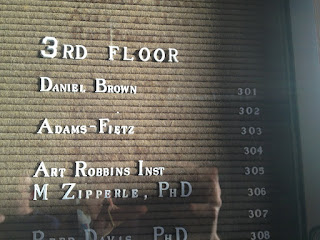 3RD FLOOR
DANIEL BROWN 301
302
ADAMS-FIETZ 303
304
ART ROBBINS INST 305
M ZIPPERLE, PHD 306
307
DAVIS, PHD 308